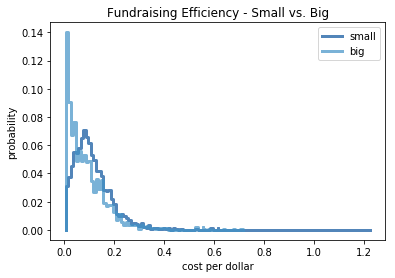 Fundraising Efficiency - Small vs. Big
small
big
probability
0.14
0.12
0.10
0.08
0.06
0.04
0.02
0.00
0.0 0.2 0.4 0.6 0.8 1.0 1.2
cost per dollar